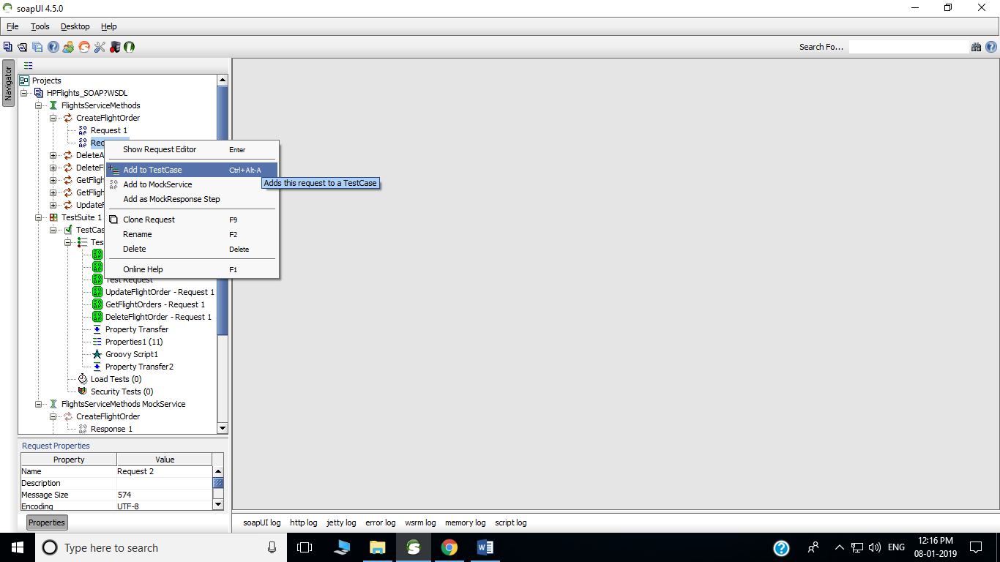 soapUI 4.5.0
File Tools Desktop Help
Search Fo...
Navigator
Projects
HPFlights_SOAP?WSDL
FlightsServiceMethods
CreateFlightOrder
Request 1
Req
Show Request Editor Enter
DeleteA
Add to TestCase Ctrl+Alt-A
DeleteF
Adds this request to a TestCase
GetFlight
Add to MockService
GetFlight
Add as MockResponse Step
UpdateF
TestSuite 1
Clone Request F9
TestCas
Rename F2
Tes
Delete Delete
Online Help F1
Test Request
UpdateFlightOrder - Request 1
GetFlightOrders - Request 1
DeleteFlightOrder - Request 1
Property Transfer
Properties1 (11)
Groovy Script1
Property Transfer2
Load Tests (0)
Security Tests (0)
FlightsServiceMethods MockService
CreateFlightOrder
Response 1
Request Properties
Property Value
Name Request 2
Description
Message Size 574
Encoding UTF-8
Properties
soapUI log http log jetty log error log wsrm log memory log script log
Type here to search
ENG
12:16 PM
08-01-2019